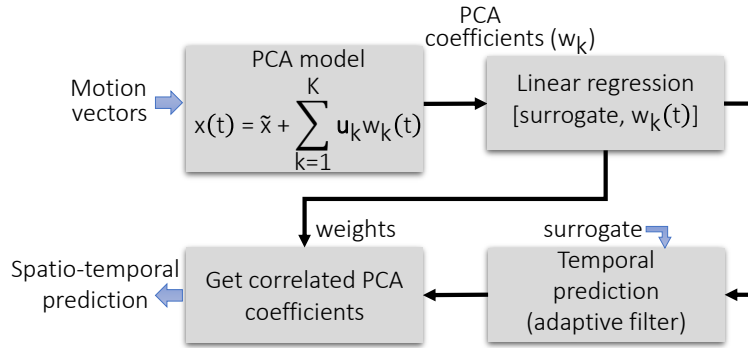 PCA
coefficients (wk)
PCA model
Motion
vectors
K
x(t) = x̃ + ∑ ukwk(t)
k=1
Linear regression
[surrogate, wk(t)]
weights
surrogate
Spatio-temporal
prediction
Get correlated PCA
coefficients
Temporal
prediction
(adaptive filter)